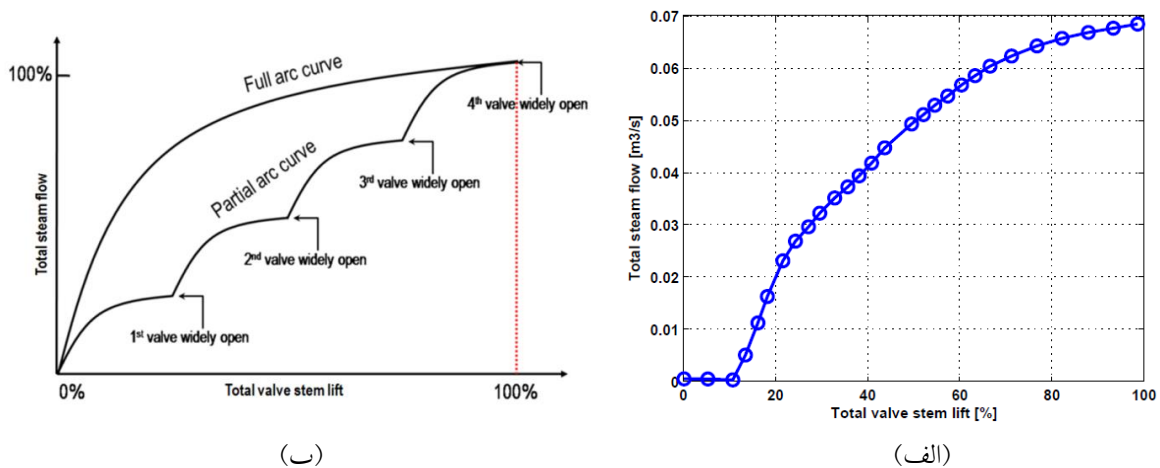 100%
Full arc curve
4th valve widely open
Partial arc curve
3rd valve widely open
2nd valve widely open
1st valve widely open
Total steam flow
0%
Total valve stem lift
100%
(ب)
0.07
0.06
0.05
0.04
0.03
0.02
0.01
0
Total steam flow [m3/s]
0 20 40 60 80 100
Total valve stem lift [%]
(الف)